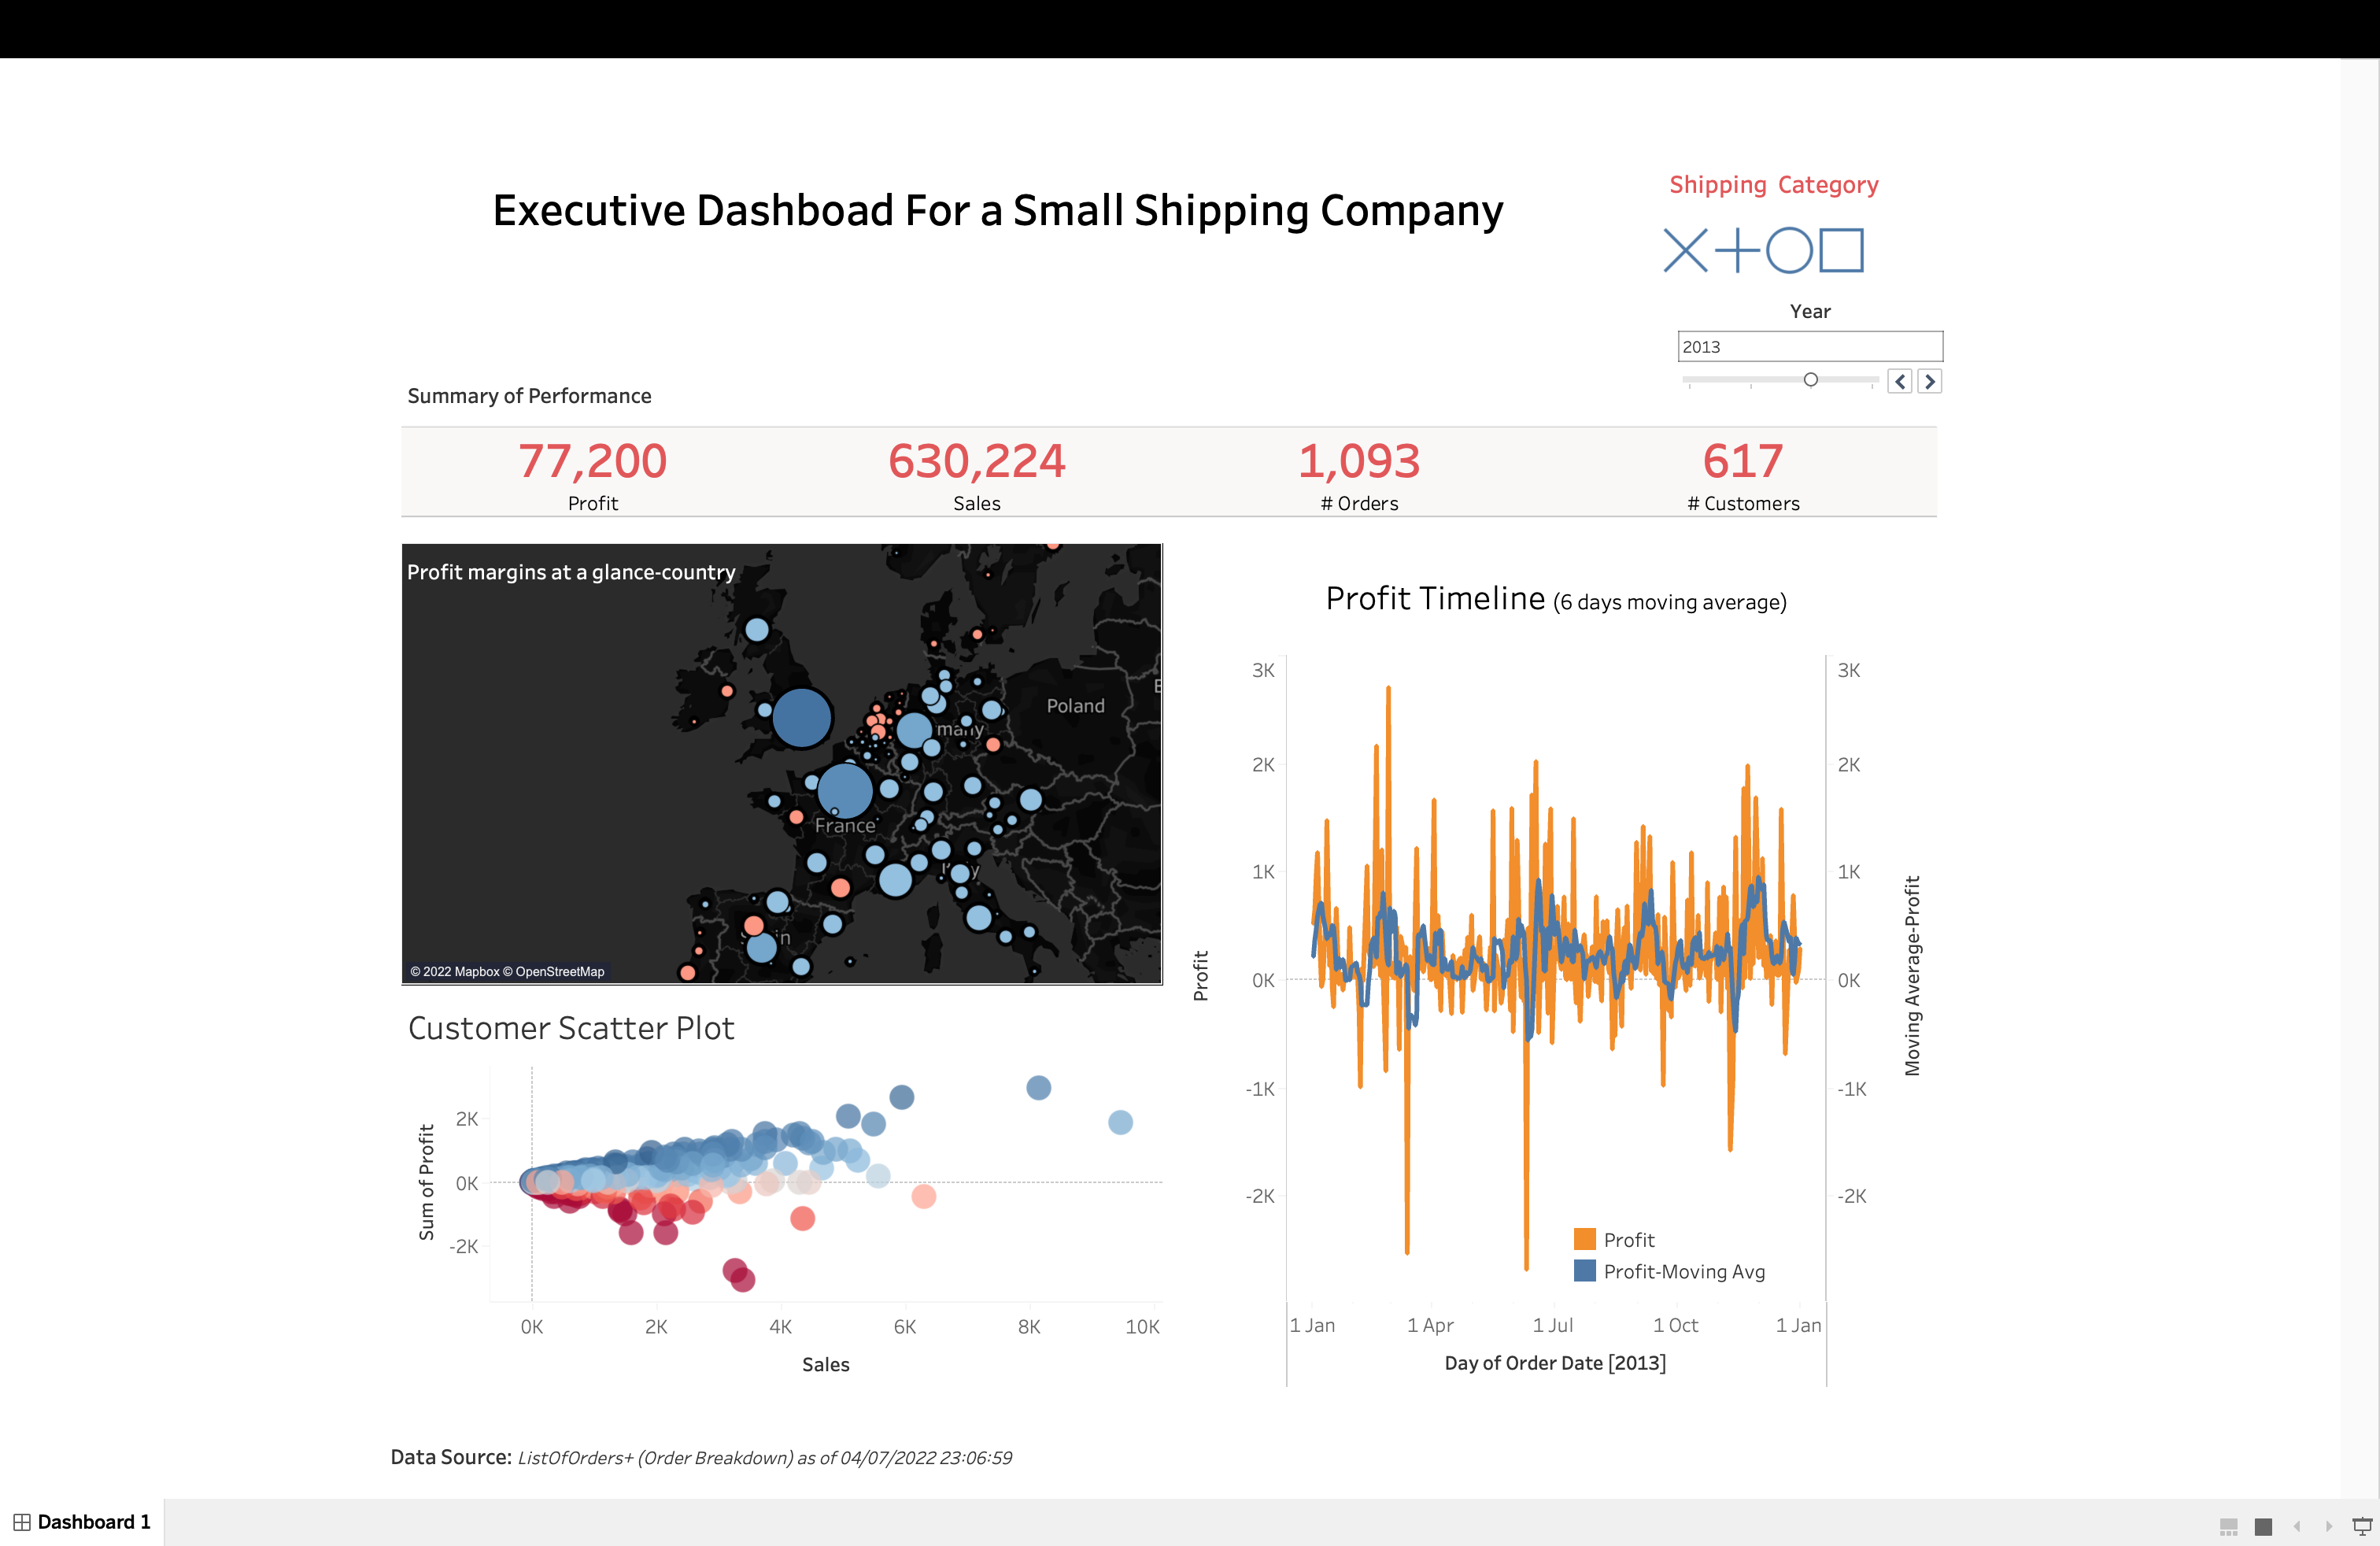 Executive Dashboad For a Small Shipping Company
Shipping Category
Year
2013
Summary of Performance
77,200
Profit
630,224
Sales
1,093
# Orders
617
# Customers
Profit margins at a glance-country
Poland
many
France
© 2022 Mapbox © OpenStreetMap
Profit Timeline (6 days moving average)
3K
2K
1K
0K
-1K
-2K
Profit
3K
2K
1K
0K
-1K
-2K
Moving Average-Profit
Profit
Profit-Moving Avg
1 Jan
1 Apr
1 Jul
1 Oct
1 Jan
Day of Order Date [2013]
Customer Scatter Plot
2K
0K
-2K
Sum of Profit
0K
2K
4K
6K
8K
10K
Sales
Data Source: ListOfOrders+ (Order Breakdown) as of 04/07/2022 23:06:59
Dashboard 1